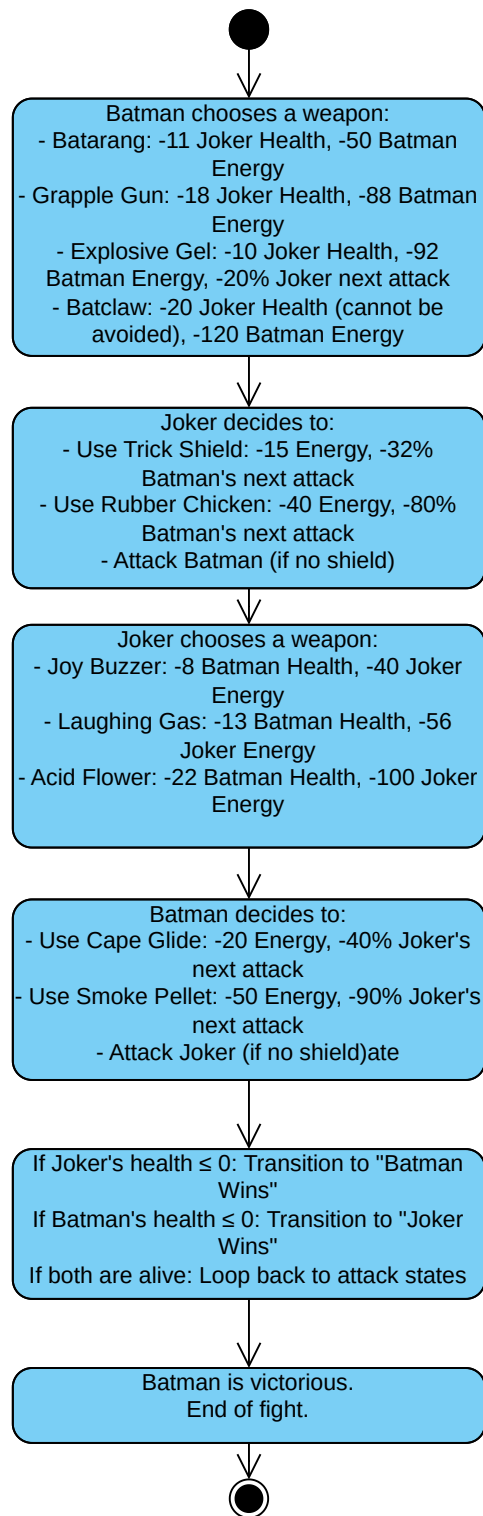 Batman chooses a weapon:
- Batarang: -11 Joker Health, -50 Batman
Energy
- Grapple Gun: -18 Joker Health, -88 Batman
Energy
- Explosive Gel: -10 Joker Health, -92
Batman Energy, -20% Joker next attack
- Batclaw: -20 Joker Health (cannot be
avoided), -120 Batman Energy
Joker decides to:
- Use Trick Shield: -15 Energy, -32%
Batman's next attack
- Use Rubber Chicken: -40 Energy, -80%
Batman's next attack
- Attack Batman (if no shield)
Joker chooses a weapon:
- Joy Buzzer: -8 Batman Health, -40 Joker
Energy
- Laughing Gas: -13 Batman Health, -56
Joker Energy
- Acid Flower: -22 Batman Health, -100 Joker
Energy
Batman decides to:
- Use Cape Glide: -20 Energy, -40% Joker's
next attack
- Use Smoke Pellet: -50 Energy, -90% Joker's
next attack
- Attack Joker (if no shield)ate
If Joker's health ≤ 0: Transition to "Batman
Wins"
If Batman's health ≤ 0: Transition to "Joker
Wins"
If both are alive: Loop back to attack states
Batman is victorious.
End of fight.